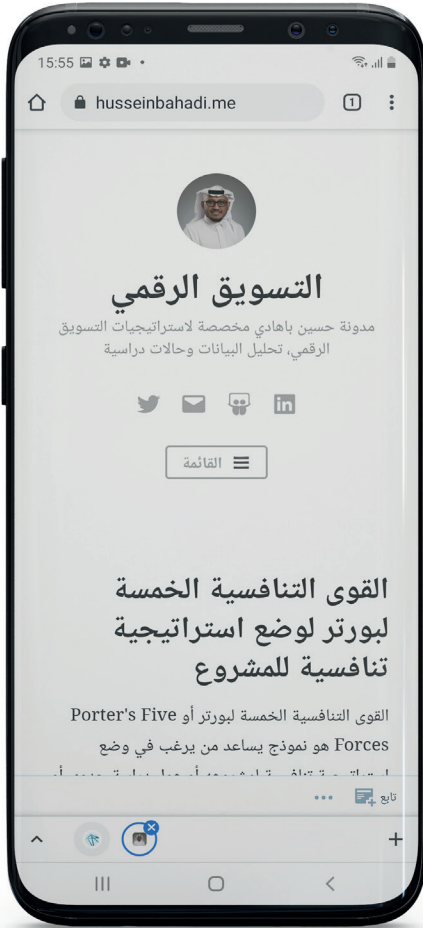 15:55
husseinbahadi.me
1
التسويق الرقمي
مدونة حسين باهادي مخصصة لاستراتيجيات التسويق
الرقمي، تحليل البيانات وحالات دراسية
in
القائمة
القوى التنافسية الخمسة
لبورتر لوضع استراتيجية
تنافسية للمشروع
القوى التنافسية الخمسة لبورتر أو Porter's Five
Forces هو نموذج يساعد من يرغب في وضع
تابع